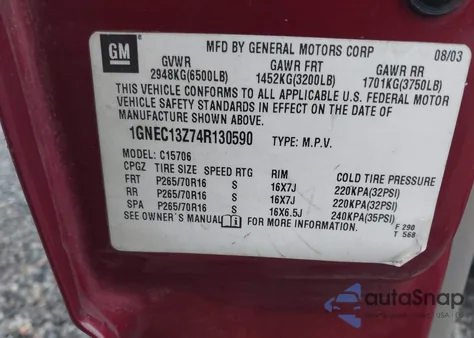 GM
®
MFD BY GENERAL MOTORS CORP 08/03
GVWR GAWR FRT GAWR RR
2948KG(6500LB) 1452KG(3200LB) 1701KG(3750LB)
THIS VEHICLE CONFORMS TO ALL APPLICABLE U.S. FEDERAL MOTOR
VEHICLE SAFETY STANDARDS IN EFFECT ON THE DATE OF
MANUFACTURE SHOWN ABOVE.
1GNEC13Z74R130590 TYPE: M.P.V.
MODEL: C15706
CPGZ TIRE SIZE SPEED RTG RIM COLD TIRE PRESSURE
FRT P265/70R16 S 16X7J 220KPA(32PSI)
RR P265/70R16 S 16X7J 220KPA(32PSI)
SPA P265/70R16 S 16X6.5J 240KPA(35PSI)
SEE OWNER'S MANUAL FOR MORE INFORMATION.
F 290
T 568
autoSnap